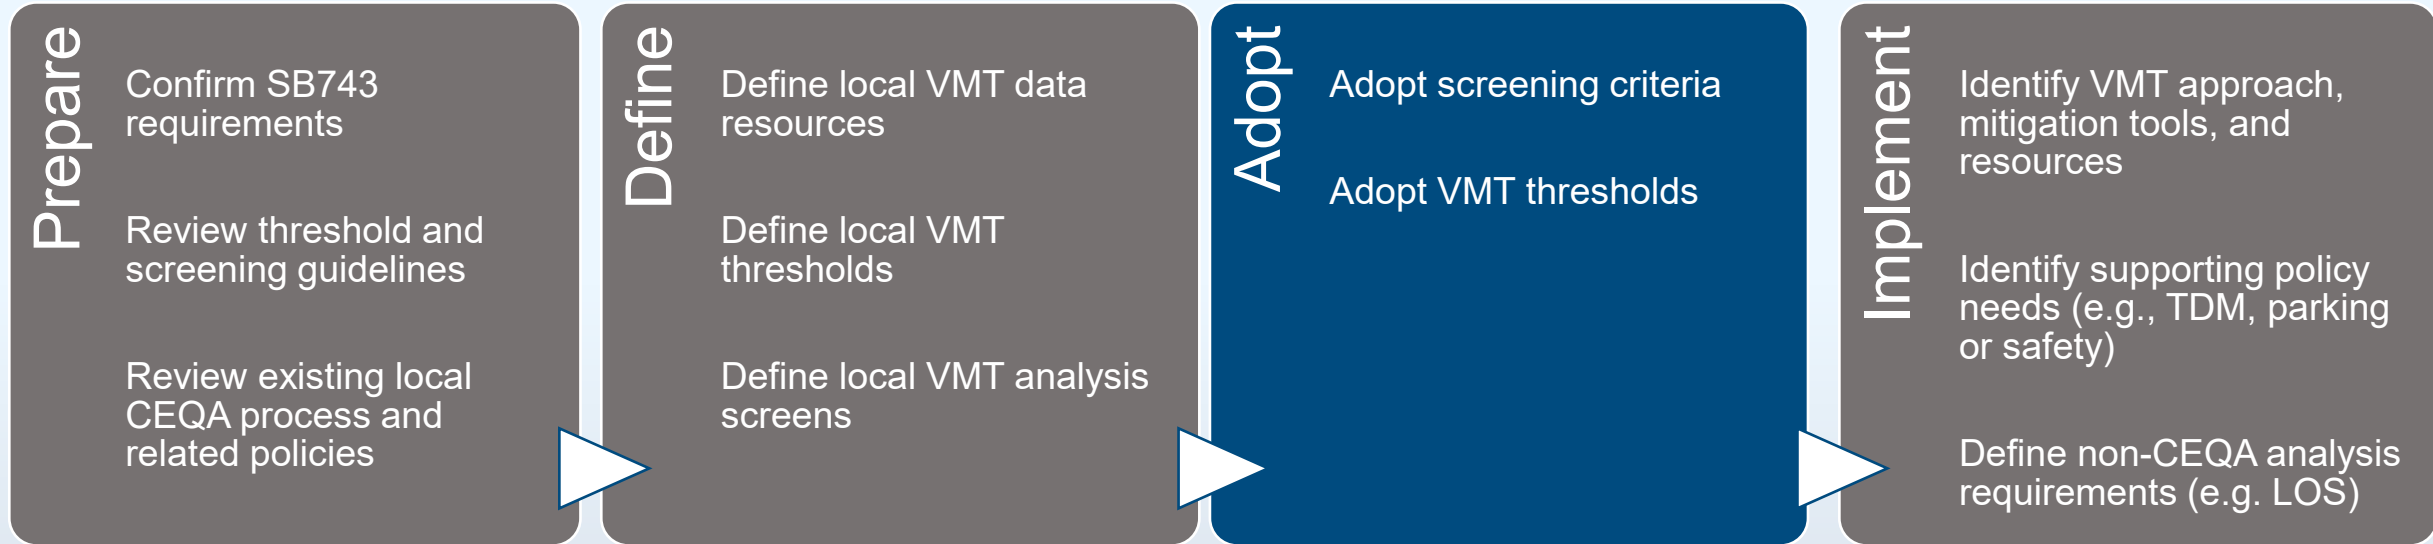 Prepare
Confirm SB743
requirements
Review threshold and
screening guidelines
Review existing local
CEQA process and
related policies
Define
Define local VMT data
resources
Define local VMT
thresholds
Define local VMT analysis
screens
Adopt
Adopt screening criteria
Adopt VMT thresholds
Implement
Identify VMT approach,
mitigation tools, and
resources
Identify supporting policy
needs (e.g., TDM, parking
or safety)
Define non-CEQA analysis
requirements (e.g. LOS)